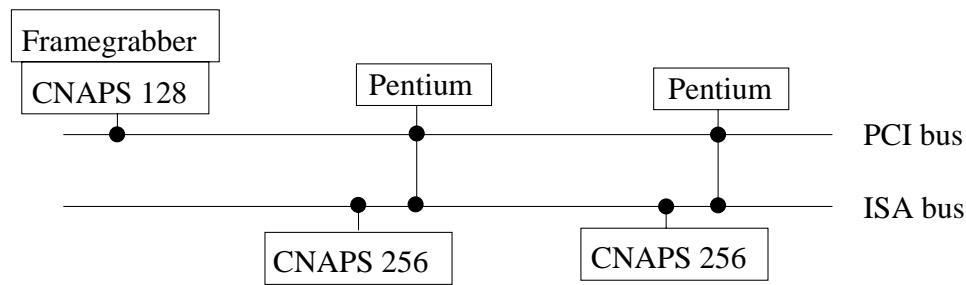 Framegrabber
CNAPS 128
Pentium
Pentium
PCI bus
ISA bus
CNAPS 256
CNAPS 256